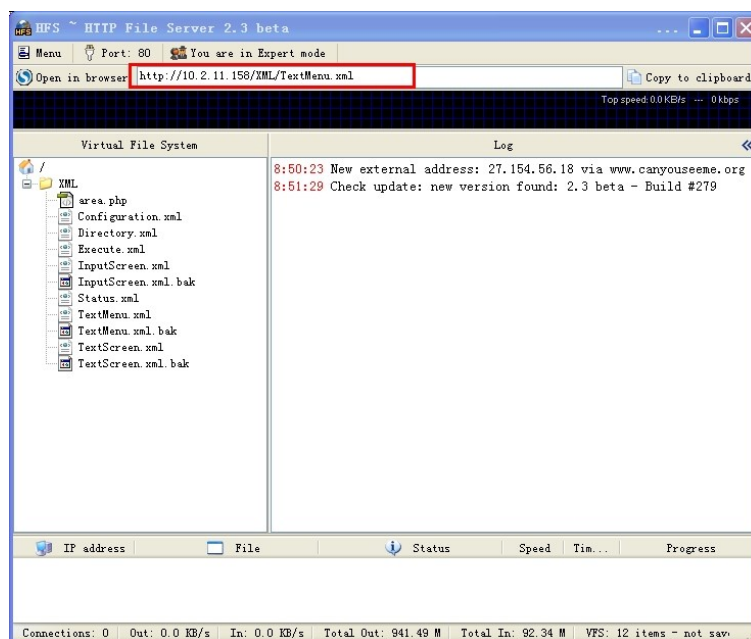 HFS ~ HTTP File Server 2.3 beta ...
Menu Port: 80 You are in Expert mode
Open in browser http://10.2.11.158/XML/TextMenu.xml Copy to clipboard
Top speed: 0.0 KB/s --- 0 kbps
Virtual File System Log
/
XML
area.php
Configuration.xml
Directory.xml
Execute.xml
InputScreen.xml
InputScreen.xml.bak
Status.xml
TextMenu.xml
TextMenu.xml.bak
TextScreen.xml
TextScreen.xml.bak
8:50:23 New external address: 27.154.56.18 via www.canyouseeme.org
8:51:29 Check update: new version found: 2.3 beta - Build #279
IP address File Status Speed Tim... Progress
Connections: 0 Out: 0.0 KB/s In: 0.0 KB/s Total Out: 941.49 M Total In: 92.34 M VFS: 12 items - not sav